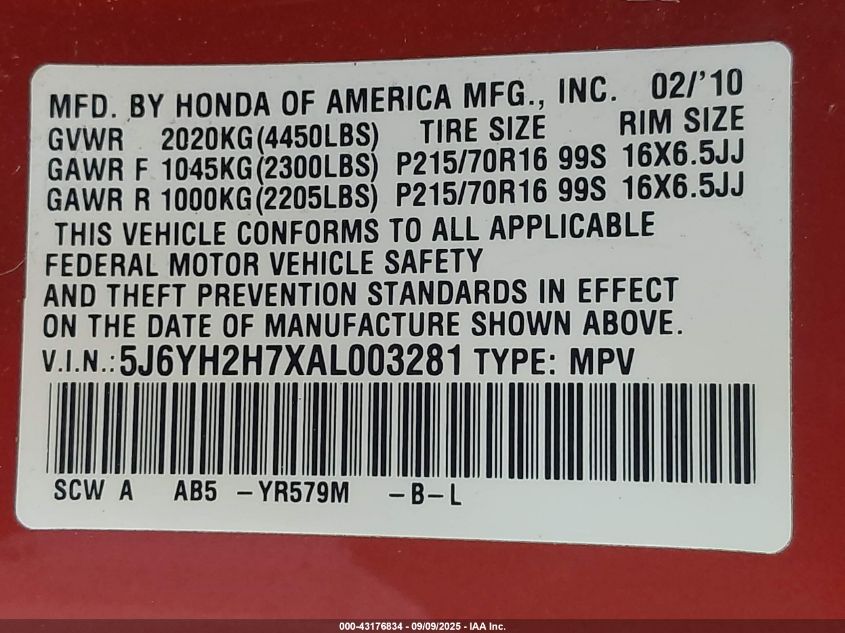 MFD. BY HONDA OF AMERICA MFG., INC. 02/'10
GVWR 2020KG(4450LBS) TIRE SIZE RIM SIZE
GAWR F 1045KG(2300LBS) P215/70R16 99S 16X6.5JJ
GAWR R 1000KG(2205LBS) P215/70R16 99S 16X6.5JJ
THIS VEHICLE CONFORMS TO ALL APPLICABLE
FEDERAL MOTOR VEHICLE SAFETY
AND THEFT PREVENTION STANDARDS IN EFFECT
ON THE DATE OF MANUFACTURE SHOWN ABOVE.
V.I.N.: 5J6YH2H7XAL003281 TYPE: MPV
SCW A AB5 -YR579M -B-L
000-43176834 - 09/09/2025 - IAA Inc.